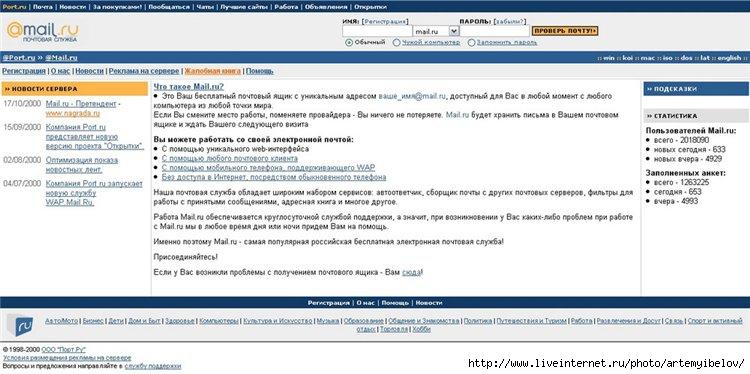 Port.ru | Почта | Новости | За покупками! | Пообщаться | Чаты | Лучшие сайты | Работа | Объявления | Открытки
@mail.ru
ПОЧТОВАЯ СЛУЖБА
ИМЯ: [Регистрация] ПАРОЛЬ: [забыли?]
mail.ru ПРОВЕРИТЬ ПОЧТУ!
Обычный Чужой компьютер Запомнить пароль
@Port.ru » @Mail.ru :: win :: koi :: mac :: iso :: dos :: lat :: english ::
Регистрация | О нас | Новости | Реклама на сервере | Жалобная книга | Помощь
» НОВОСТИ СЕРВЕРА
17/10/2000 Mail.ru - Претендент -
www.nagrada.ru
15/09/2000 Компания Port.ru
представляет новую
версию проекта "Открытки".
02/08/2000 Оптимизация показа
новостных лент.
04/07/2000 Компания Port.ru запускает
новую службу
WAP.Mail.Ru.
Что такое Mail.ru?
• Это Ваш бесплатный почтовый ящик с уникальным адресом ваше_имя@mail.ru, доступный для Вас в любой момент с любого
компьютера из любой точки мира.
Если Вы смените место работы, поменяете провайдера - Вы ничего не потеряете. Mail.ru будет хранить письма в Вашем почтовом
ящике и ждать Вашего следующего визита
Вы можете работать со своей электронной почтой:
• С помощью уникального web-интерфейса
• С помощью любого почтового клиента
• С помощью мобильного телефона, поддерживающего WAP
• Без доступа в Интернет, посредством обыкновенного телефона
Наша почтовая служба обладает широким набором сервисов: автоответчик, сборщик почты с других почтовых серверов, фильтры для
работы с принятыми сообщениями, адресная книга и многое другое.
Работа Mail.ru обеспечивается круглосуточной службой поддержки, а значит, при возникновении у Вас каких-либо проблем при работе
с Mail.ru мы в любое время дня или ночи придем Вам на помощь.
Именно поэтому Mail.ru - самая популярная российская бесплатная электронная почтовая служба!
Присоединяйтесь!
Если у Вас возникли проблемы с получением почтового ящика - Вам сюда!
» ПОДСКАЗКИ
» СТАТИСТИКА
Пользователей Mail.ru:
• всего - 2018090
• новых сегодня - 633
• новых вчера - 4929
Заполненных анкет:
• всего - 1263225
• сегодня - 653
• вчера - 4993
Регистрация | О нас | Помощь | Новости
ru
Авто/Мото | Бизнес | Дети | Дом и Быт | Здоровье | Компьютеры | Культура и Искусство | Музыка | Образование | Общение и Знакомства | Политика | Путешествия и Туризм | Работа | Развлечения и Досуг | Связь | Спорт и активный
отдых | Торговля | Хобби
© 1998-2000 ООО "Порт.Ру"
Условия размещения рекламы на сервере
Вопросы и предложения направляйте в службу поддержки
http://www.liveinternet.ru/photo/artemyibelov/